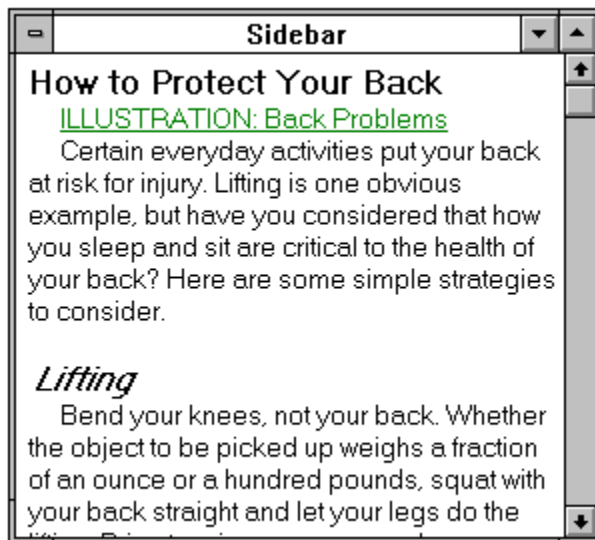 Sidebar
How to Protect Your Back
ILLUSTRATION: Back Problems
Certain everyday activities put your back
at risk for injury. Lifting is one obvious
example, but have you considered that how
you sleep and sit are critical to the health of
your back? Here are some simple strategies
to consider.
Lifting
Bend your knees, not your back. Whether
the object to be picked up weighs a fraction
of an ounce or a hundred pounds, squat with
your back straight and let your legs do the